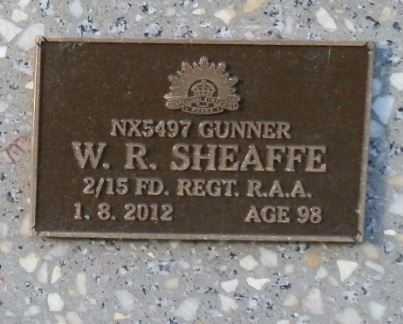 NX5497 GUNNER
W. R. SHEAFFE
2/15 FD. REGT. R.A.A.
1. 8. 2012 AGE 98